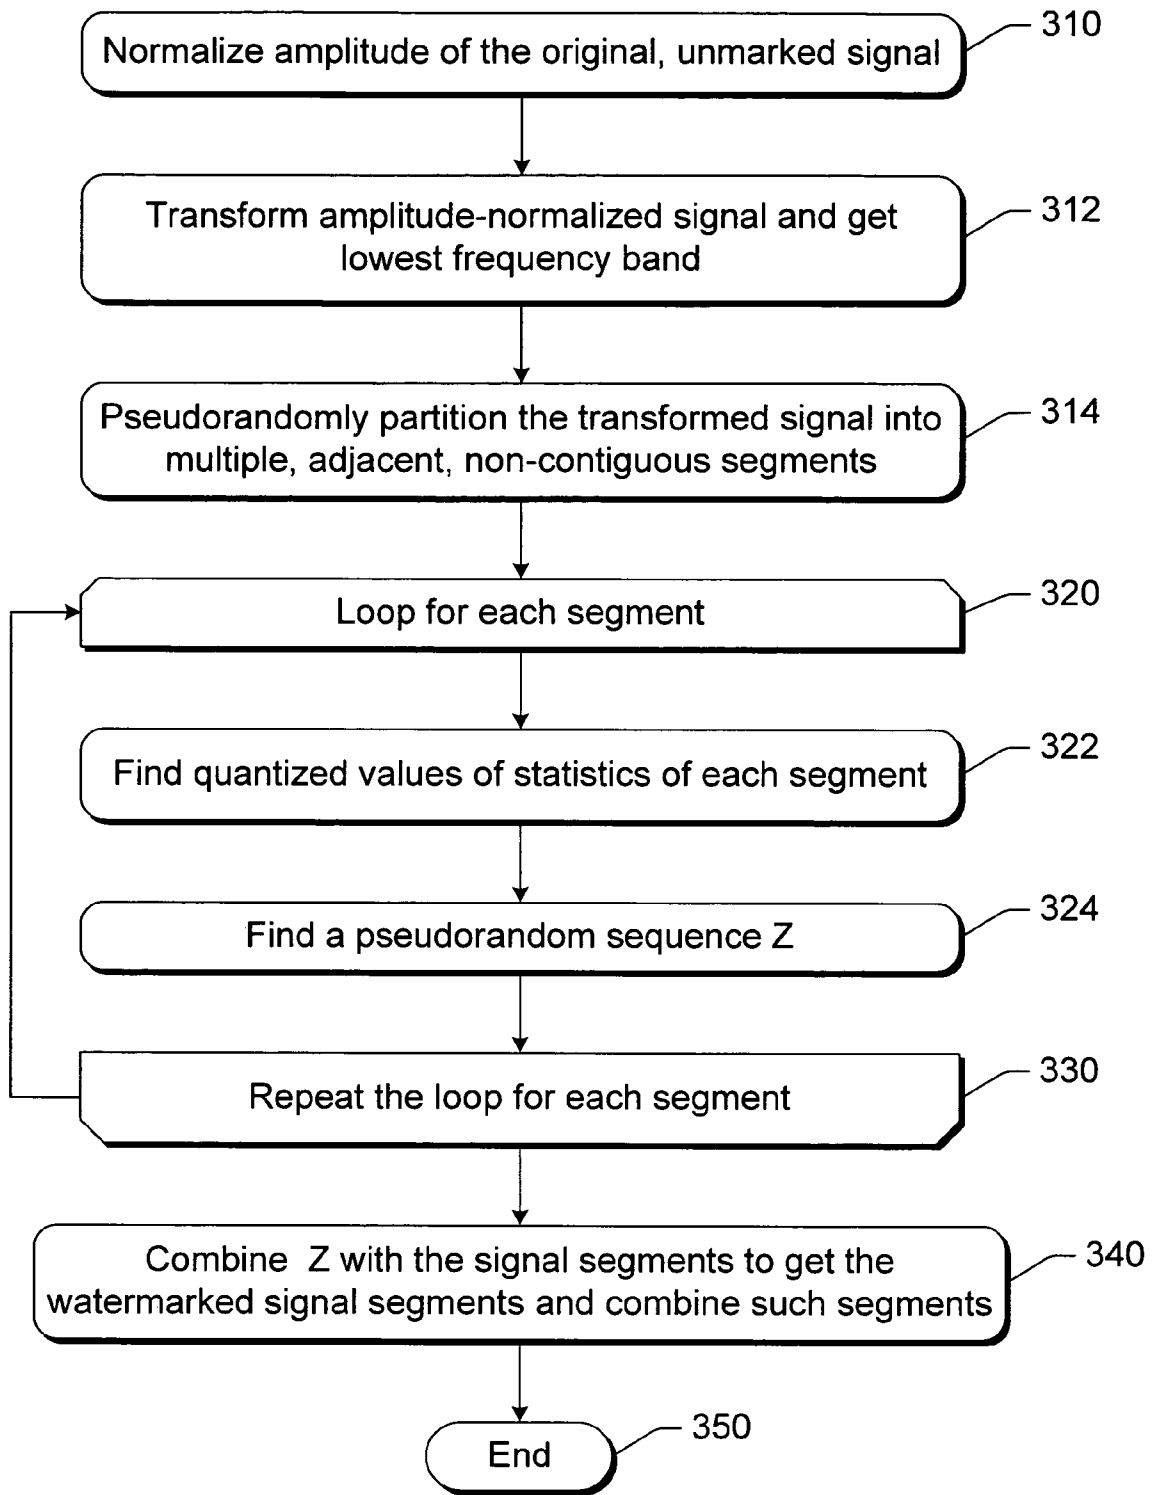 Normalize amplitude of the original, unmarked signal
310
Transform amplitude-normalized signal and get
lowest frequency band
312
Pseudorandomly partition the transformed signal into
multiple, adjacent, non-contiguous segments
314
Loop for each segment
320
Find quantized values of statistics of each segment
322
Find a pseudorandom sequence Z
324
Repeat the loop for each segment
330
Combine Z with the signal segments to get the
watermarked signal segments and combine such segments
340
End
350